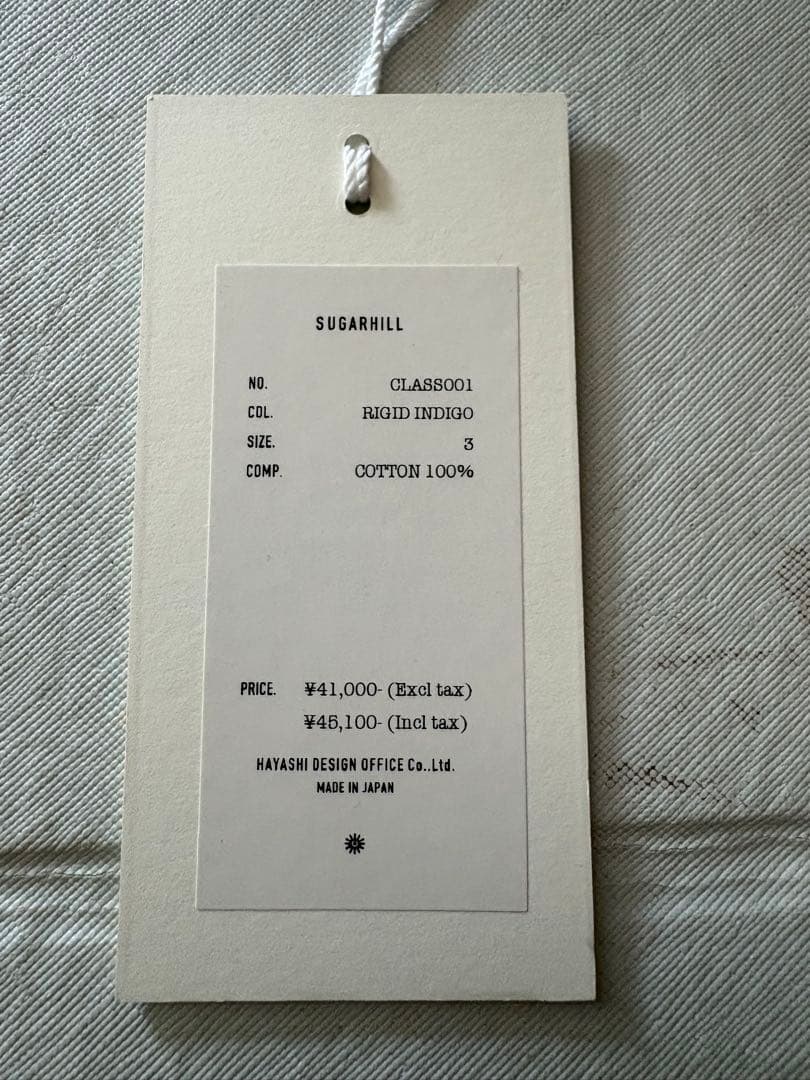 SUGARHILL
NO. CLASS001
COL. RIGID INDIGO
SIZE. 3
COMP. COTTON 100%
PRICE. ¥41,000- (Excl tax)
¥45,100- (Incl tax)
HAYASHI DESIGN OFFICE Co..Ltd.
MADE IN JAPAN